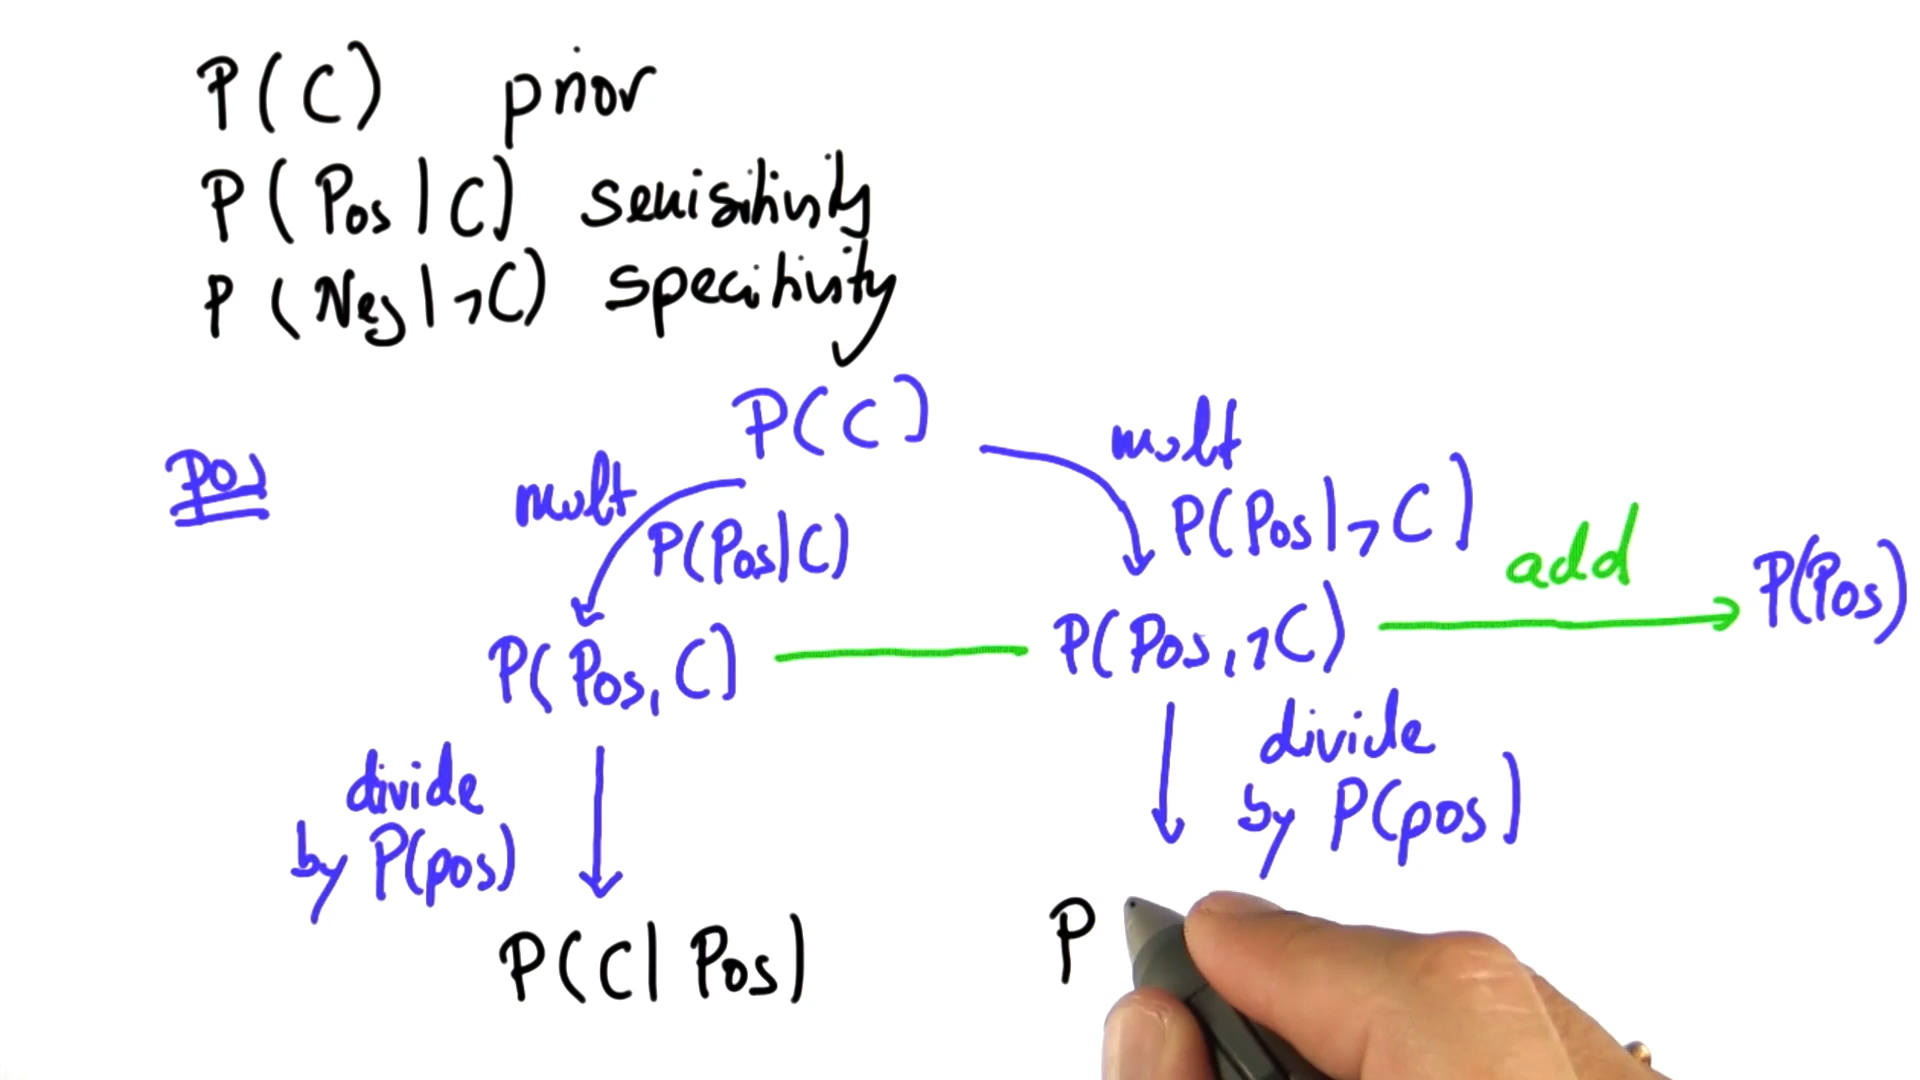 P(C) prior
P(Pos|C) sensitivity
P(Neg|¬C) specitivity
P(C)
Pos
mult
P(Pos|C)
mult
P(Pos|¬C)
add
P(Pos)
P(Pos,C)
P(Pos,¬C)
divide
by P(pos)
divide
by P(pos)
P(C|Pos)
P